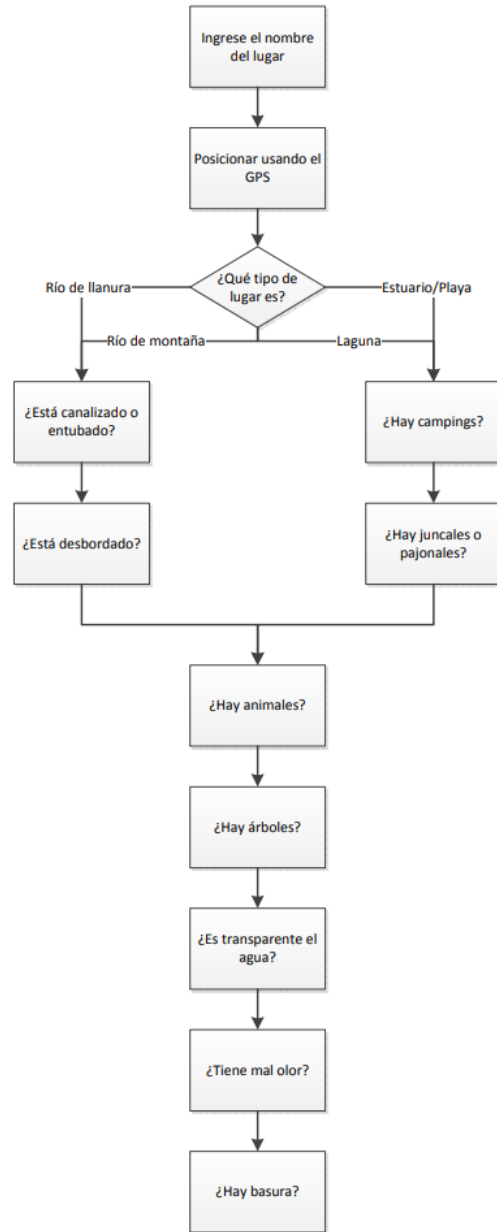 Ingrese el nombre
del lugar
Posicionar usando el
GPS
¿Qué tipo de
lugar es?
Río de llanura
Estuario/Playa
Río de montaña
Laguna
¿Está canalizado o
entubado?
¿Hay campings?
¿Está desbordado?
¿Hay juncales o
pajonales?
¿Hay animales?
¿Hay árboles?
¿Es transparente el
agua?
¿Tiene mal olor?
¿Hay basura?